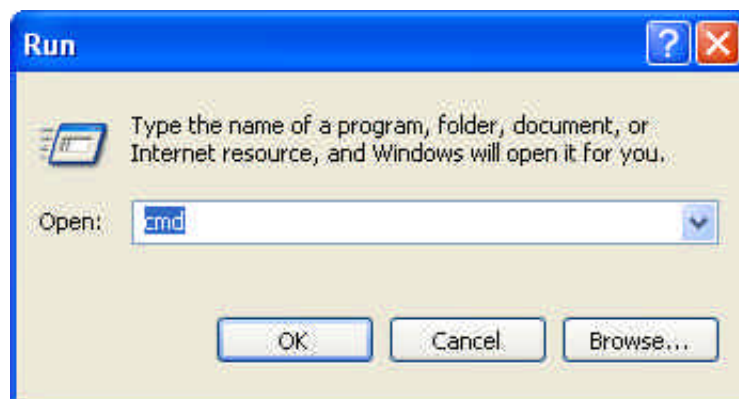 Run
Type the name of a program, folder, document, or
Internet resource, and Windows will open it for you.
Open: cmd
OK Cancel Browse...